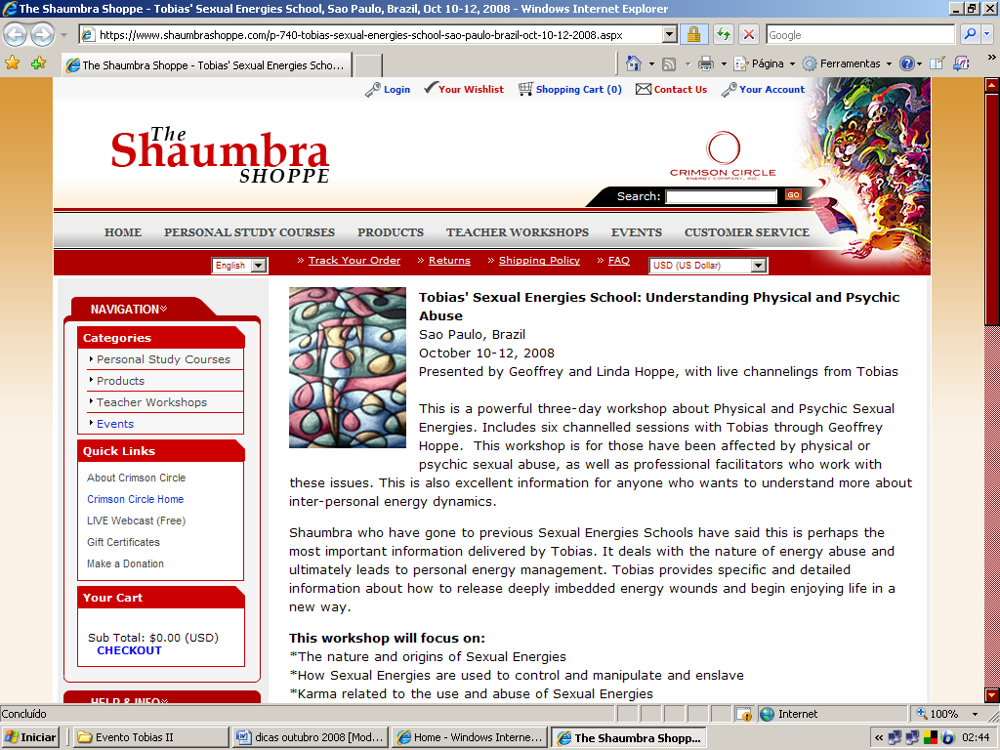 The Shaumbra Shoppe - Tobias' Sexual Energies School, Sao Paulo, Brazil, Oct 10-12, 2008 - Windows Internet Explorer
https://www.shaumbrashoppe.com/p-740-tobias-sexual-energies-school-sao-paulo-brazil-oct-10-12-2008.aspx
Google
The Shaumbra Shoppe - Tobias' Sexual Energies Scho...
Página
Ferramentas
Login
Your Wishlist
Shopping Cart (0)
Contact Us
Your Account
The
Shaumbra
SHOPPE
CRIMSON CIRCLE
ENERGY COMPANY, INC.
Search:
GO
HOME
PERSONAL STUDY COURSES
PRODUCTS
TEACHER WORKSHOPS
EVENTS
CUSTOMER SERVICE
English
» Track Your Order
» Returns
» Shipping Policy
» FAQ
USD (US Dollar)
NAVIGATION
Categories
Personal Study Courses
Products
Teacher Workshops
Events
Quick Links
About Crimson Circle
Crimson Circle Home
LIVE Webcast (Free)
Gift Certificates
Make a Donation
Your Cart
Sub Total: $0.00 (USD)
CHECKOUT
HELP & INFO
Tobias' Sexual Energies School: Understanding Physical and Psychic
Abuse
Sao Paulo, Brazil
October 10-12, 2008
Presented by Geoffrey and Linda Hoppe, with live channelings from Tobias
This is a powerful three-day workshop about Physical and Psychic Sexual
Energies. Includes six channelled sessions with Tobias through Geoffrey
Hoppe.  This workshop is for those have been affected by physical or
psychic sexual abuse, as well as professional facilitators who work with
these issues. This is also excellent information for anyone who wants to understand more about
inter-personal energy dynamics.
Shaumbra who have gone to previous Sexual Energies Schools have said this is perhaps the
most important information delivered by Tobias. It deals with the nature of energy abuse and
ultimately leads to personal energy management. Tobias provides specific and detailed
information about how to release deeply imbedded energy wounds and begin enjoying life in a
new way.
This workshop will focus on:
*The nature and origins of Sexual Energies
*How Sexual Energies are used to control and manipulate and enslave
*Karma related to the use and abuse of Sexual Energies
Concluído
Internet
100%
Iniciar
Evento Tobias II
dicas outubro 2008 [Mod...
Home - Windows Interne...
The Shaumbra Shopp...
02:44